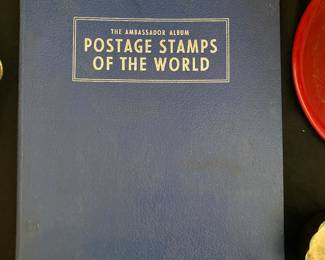 THE AMBASSADOR ALBUM
POSTAGE STAMPS
OF THE WORLD